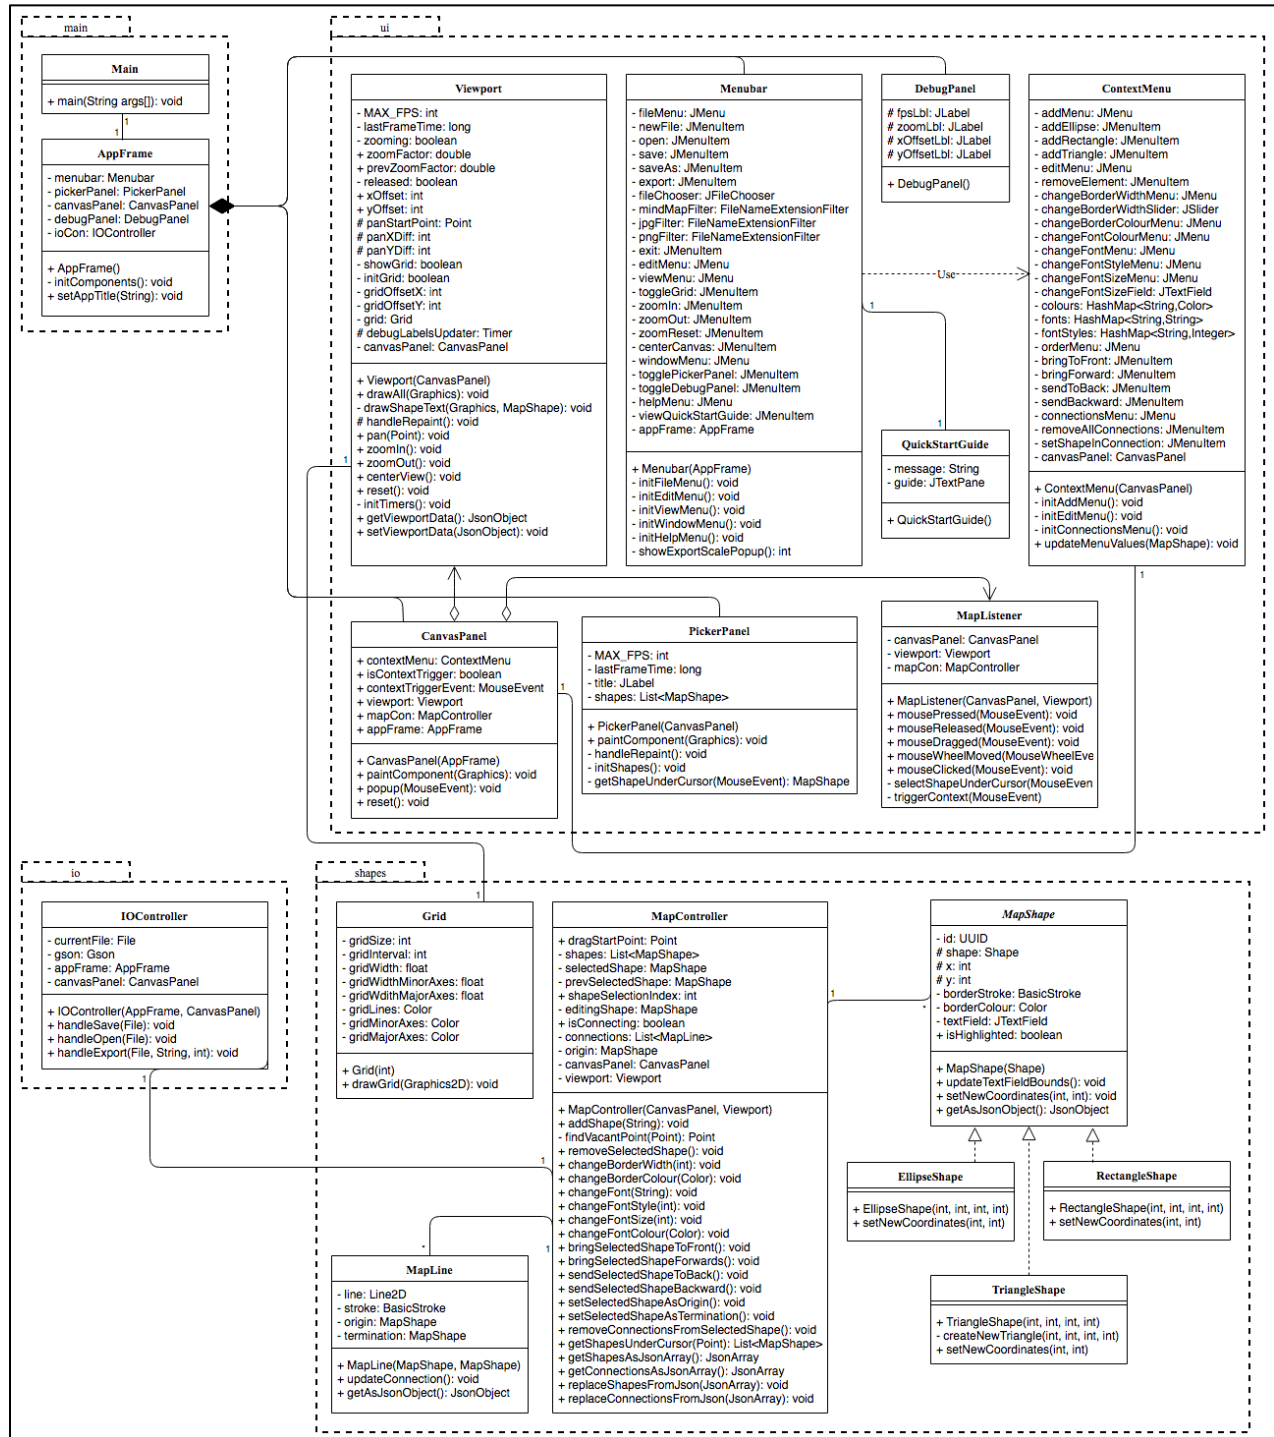 main
Main
+ main(String args[]): void
1
1
AppFrame
- menubar: Menubar
- pickerPanel: PickerPanel
- canvasPanel: CanvasPanel
- debugPanel: DebugPanel
- ioCon: IOController
+ AppFrame()
- initComponents(): void
+ setAppTitle(String): void
ui
Viewport
- MAX_FPS: int
- lastFrameTime: long
- zooming: boolean
+ zoomFactor: double
+ prevZoomFactor: double
- released: boolean
+ xOffset: int
+ yOffset: int
# panStartPoint: Point
# panXDiff: int
# panYDiff: int
- showGrid: boolean
- initGrid: boolean
- gridOffsetX: int
- gridOffsetY: int
- grid: Grid
# debugLabelsUpdater: Timer
- canvasPanel: CanvasPanel
+ Viewport(CanvasPanel)
+ drawAll(Graphics): void
- drawShapeText(Graphics, MapShape): void
# handleRepaint(): void
+ pan(Point): void
+ zoomIn(): void
+ zoomOut(): void
+ centerView(): void
+ reset(): void
- initTimers(): void
+ getViewportData(): JsonObject
+ setViewportData(JsonObject): void
1
Menubar
- fileMenu: JMenu
- newFile: JMenuItem
- open: JMenuItem
- save: JMenuItem
- saveAs: JMenuItem
- export: JMenuItem
- fileChooser: JFileChooser
- mindMapFilter: FileNameExtensionFilter
- jpgFilter: FileNameExtensionFilter
- pngFilter: FileNameExtensionFilter
- exit: JMenuItem
- editMenu: JMenu
- viewMenu: JMenu
- toggleGrid: JMenuItem
- zoomIn: JMenuItem
- zoomOut: JMenuItem
- zoomReset: JMenuItem
- centerCanvas: JMenuItem
- windowMenu: JMenu
- togglePickerPanel: JMenuItem
- toggleDebugPanel: JMenuItem
- helpMenu: JMenu
- viewQuickStartGuide: JMenuItem
- appFrame: AppFrame
+ Menubar(AppFrame)
- initFileMenu(): void
- initEditMenu(): void
- initViewMenu(): void
- initWindowMenu(): void
- initHelpMenu(): void
- showExportScalePopup(): int
DebugPanel
# fpsLbl: JLabel
# zoomLbl: JLabel
# xOffsetLbl: JLabel
# yOffsetLbl: JLabel
+ DebugPanel()
Use
1
1
QuickStartGuide
- message: String
- guide: JTextPane
+ QuickStartGuide()
ContextMenu
- addMenu: JMenu
- addEllipse: JMenuItem
- addRectangle: JMenuItem
- addTriangle: JMenuItem
- editMenu: JMenu
- removeElement: JMenuItem
- changeBorderWidthMenu: JMenu
- changeBorderWidthSlider: JSlider
- changeBorderColourMenu: JMenu
- changeFontColourMenu: JMenu
- changeFontMenu: JMenu
- changeFontStyleMenu: JMenu
- changeFontSizeMenu: JMenu
- changeFontSizeField: JTextField
- colours: HashMap<String,Color>
- fonts: HashMap<String,String>
- fontStyles: HashMap<String,Integer>
- orderMenu: JMenu
- bringToFront: JMenuItem
- bringForward: JMenuItem
- sendToBack: JMenuItem
- sendBackward: JMenuItem
- connectionsMenu: JMenu
- removeAllConnections: JMenuItem
- setShapeInConnection: JMenuItem
- canvasPanel: CanvasPanel
+ ContextMenu(CanvasPanel)
- initAddMenu(): void
- initEditMenu(): void
- initConnectionsMenu(): void
+ updateMenuValues(MapShape): void
1
CanvasPanel
+ contextMenu: ContextMenu
+ isContextTrigger: boolean
+ contextTriggerEvent: MouseEvent
+ viewport: Viewport
+ mapCon: MapController
+ appFrame: AppFrame
+ CanvasPanel(AppFrame)
+ paintComponent(Graphics): void
+ popup(MouseEvent): void
+ reset(): void
1
PickerPanel
- MAX_FPS: int
- lastFrameTime: long
- title: JLabel
- shapes: List<MapShape>
+ PickerPanel(CanvasPanel)
+ paintComponent(Graphics): void
- handleRepaint(): void
- initShapes(): void
- getShapeUnderCursor(MouseEvent): MapShape
MapListener
- canvasPanel: CanvasPanel
- viewport: Viewport
- mapCon: MapController
+ MapListener(CanvasPanel, Viewport)
+ mousePressed(MouseEvent): void
+ mouseReleased(MouseEvent): void
+ mouseDragged(MouseEvent): void
+ mouseWheelMoved(MouseWheelEve
+ mouseClicked(MouseEvent): void
- selectShapeUnderCursor(MouseEven
- triggerContext(MouseEvent)
io
IOController
- currentFile: File
- gson: Gson
- appFrame: AppFrame
- canvasPanel: CanvasPanel
+ IOController(AppFrame, CanvasPanel)
+ handleSave(File): void
+ handleOpen(File): void
+ handleExport(File, String, int): void
1
shapes
1
Grid
- gridSize: int
- gridInterval: int
- gridWidth: float
- gridWidthMinorAxes: float
- gridWdithMajorAxes: float
- gridLines: Color
- gridMinorAxes: Color
- gridMajorAxes: Color
+ Grid(int)
+ drawGrid(Graphics2D): void
MapController
+ dragStartPoint: Point
- shapes: List<MapShape>
- selectedShape: MapShape
- prevSelectedShape: MapShape
+ shapeSelectionIndex: int
- editingShape: MapShape
+ isConnecting: boolean
- connections: List<MapLine>
- origin: MapShape
- canvasPanel: CanvasPanel
- viewport: Viewport
+ MapController(CanvasPanel, Viewport)
+ addShape(String): void
- findVacantPoint(Point): Point
+ removeSelectedShape(): void
+ changeBorderWidth(int): void
+ changeBorderColour(Color): void
+ changeFont(String): void
+ changeFontStyle(int): void
+ changeFontSize(int): void
+ changeFontColour(Color): void
+ bringSelectedShapeToFront(): void
+ bringSelectedShapeForwards(): void
+ sendSelectedShapeToBack(): void
+ sendSelectedShapeBackward(): void
+ setSelectedShapeAsOrigin(): void
+ setSelectedShapeAsTermination(): void
+ removeConnectionsFromSelectedShape(): void
+ getShapesUnderCursor(Point): List<MapShape>
+ getShapesAsJsonArray(): JsonArray
+ getConnectionsAsJsonArray(): JsonArray
+ replaceShapesFromJson(JsonArray): void
+ replaceConnectionsFromJson(JsonArray): void
1
1
1
*
*
MapShape
- id: UUID
# shape: Shape
# x: int
# y: int
- borderStroke: BasicStroke
- borderColour: Color
- textField: JTextField
+ isHighlighted: boolean
+ MapShape(Shape)
+ updateTextFieldBounds(): void
+ setNewCoordinates(int, int): void
+ getAsJsonObject(): JsonObject
EllipseShape
+ EllipseShape(int, int, int, int)
+ setNewCoordinates(int, int)
RectangleShape
+ RectangleShape(int, int, int, int)
+ setNewCoordinates(int, int)
TriangleShape
+ TriangleShape(int, int, int, int)
- createNewTriangle(int, int, int, int)
+ setNewCoordinates(int, int)
MapLine
- line: Line2D
- stroke: BasicStroke
- origin: MapShape
- termination: MapShape
+ MapLine(MapShape, MapShape)
+ updateConnection(): void
+ getAsJsonObject(): JsonObject